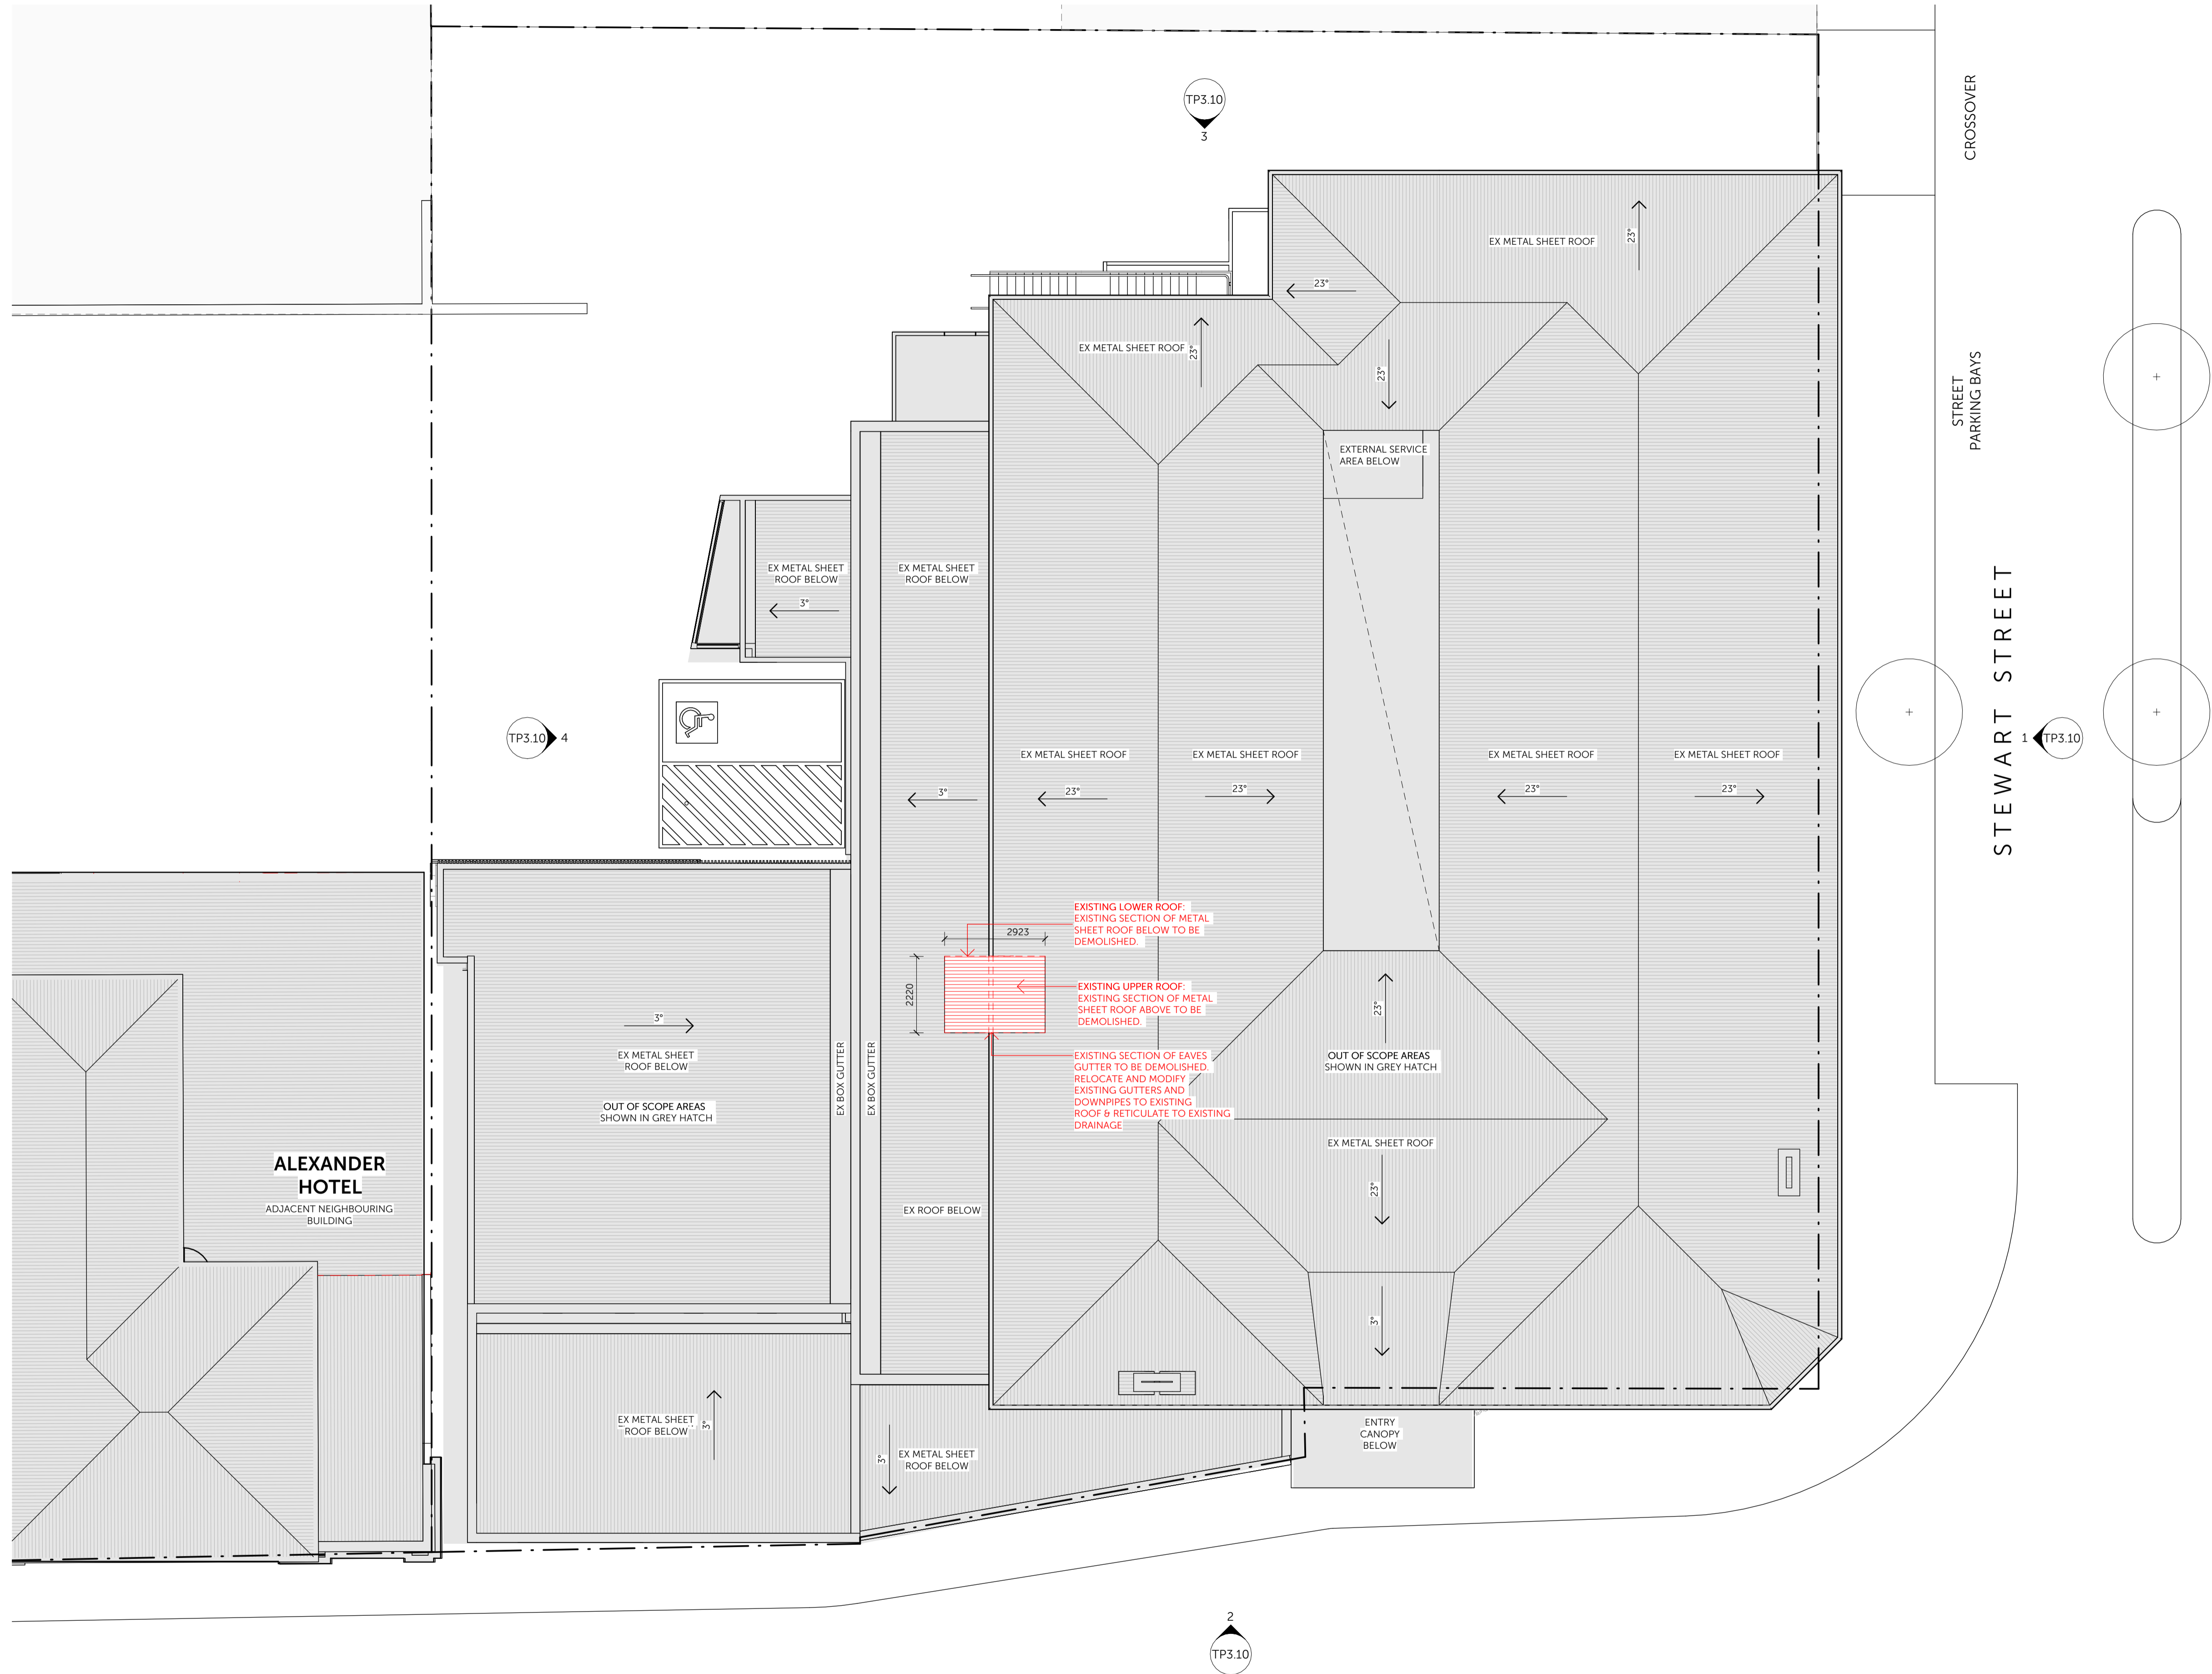 TP3.10
3
CROSSOVER
EX METAL SHEET ROOF
23°
23°
EX METAL SHEET ROOF
23°
23°
STREET
PARKING BAYS
EXTERNAL SERVICE
AREA BELOW
EX METAL SHEET
ROOF BELOW
3°
EX METAL SHEET
ROOF BELOW
STEWART STREET
TP3.10
4
1
TP3.10
EX METAL SHEET ROOF
EX METAL SHEET ROOF
EX METAL SHEET ROOF
EX METAL SHEET ROOF
3°
23°
23°
23°
23°
EXISTING LOWER ROOF:
EXISTING SECTION OF METAL
SHEET ROOF BELOW TO BE
DEMOLISHED.
2923
2220
EXISTING UPPER ROOF:
EXISTING SECTION OF METAL
SHEET ROOF ABOVE TO BE
DEMOLISHED.
23°
3°
EX METAL SHEET
ROOF BELOW
EX BOX GUTTER
EX BOX GUTTER
EXISTING SECTION OF EAVES
GUTTER TO BE DEMOLISHED.
RELOCATE AND MODIFY
EXISTING GUTTERS AND
DOWNPIPES TO EXISTING
ROOF & RETICULATE TO EXISTING
DRAINAGE
OUT OF SCOPE AREAS
SHOWN IN GREY HATCH
OUT OF SCOPE AREAS
SHOWN IN GREY HATCH
EX METAL SHEET ROOF
23°
ALEXANDER
HOTEL
ADJACENT NEIGHBOURING
BUILDING
EX ROOF BELOW
3°
EX METAL SHEET
ROOF BELOW
3°
3°
EX METAL SHEET
ROOF BELOW
ENTRY
CANOPY
BELOW
2
TP3.10